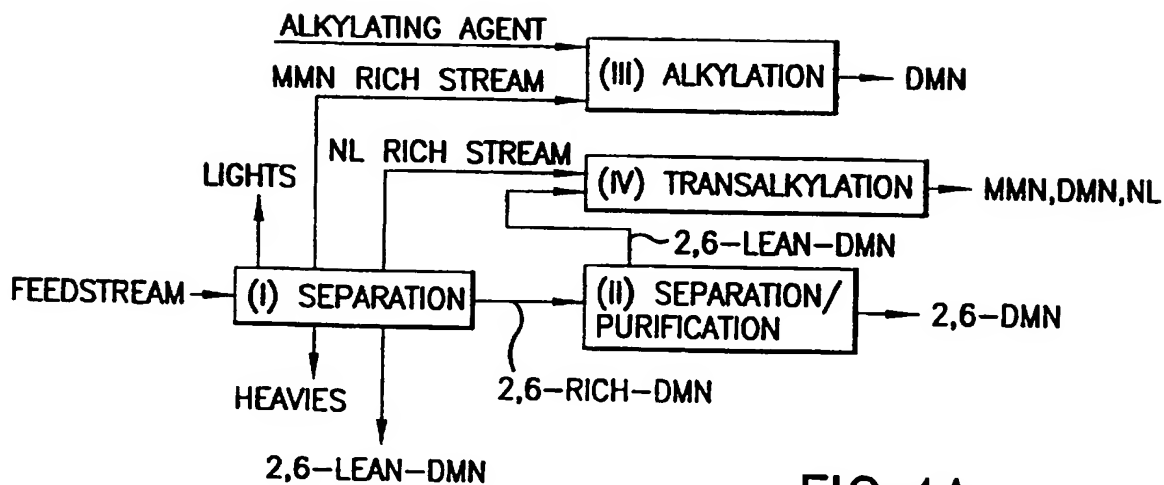 ALKYLATING AGENT
(III) ALKYLATION
DMN
MMN RICH STREAM
NL RICH STREAM
LIGHTS
(IV) TRANSALKYLATION
MMN,DMN,NL
2,6-LEAN-DMN
FEEDSTREAM
(I) SEPARATION
(II) SEPARATION/
PURIFICATION
2,6-DMN
HEAVIES
2,6-RICH-DMN
2,6-LEAN-DMN